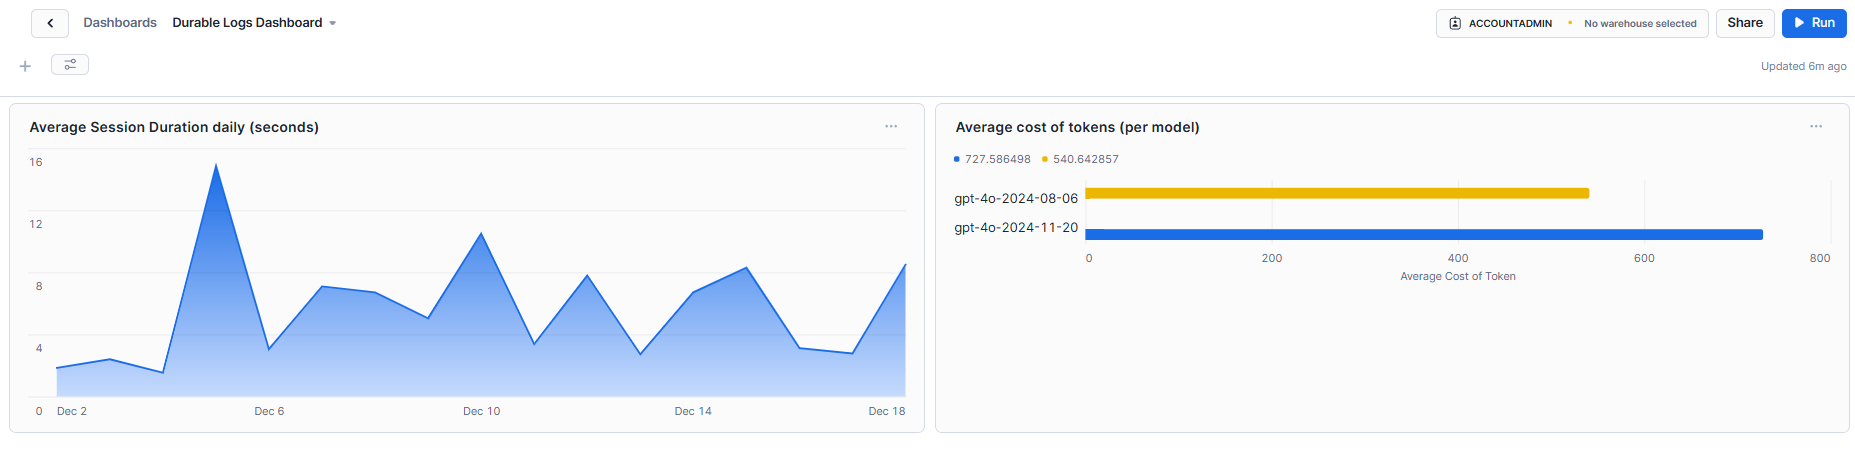 Dashboards Durable Logs Dashboard
ACCOUNTADMIN • No warehouse selected
Share
Run
Updated 6m ago
Average Session Duration daily (seconds)
16
12
8
4
0
Dec 2 Dec 6 Dec 10 Dec 14 Dec 18
Average cost of tokens (per model)
727.586498 540.642857
gpt-4o-2024-08-06
gpt-4o-2024-11-20
0 200 400 600 800
Average Cost of Token